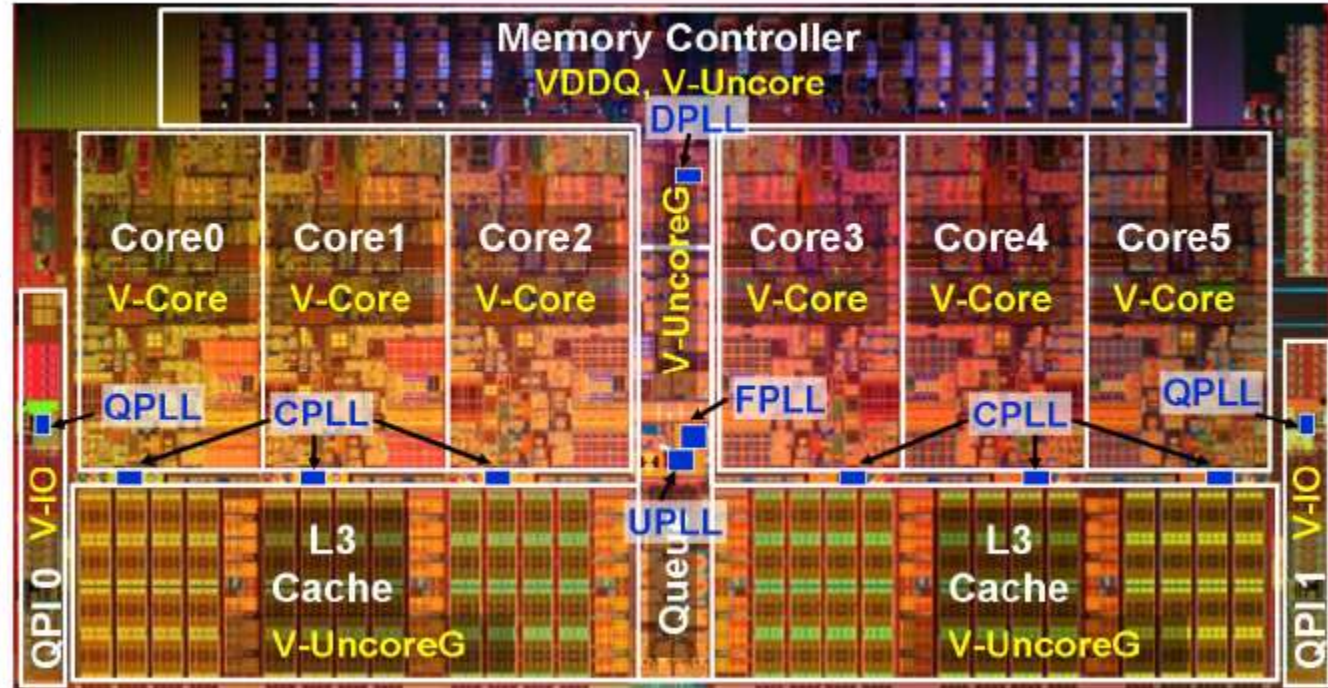 Memory Controller
VDDQ, V-Uncore
DPLL
V-UncoreG
Core0
V-Core
Core1
V-Core
Core2
V-Core
Core3
V-Core
Core4
V-Core
Core5
V-Core
QPLL
CPLL
FPLL
CPLL
QPLL
UPLL
V-IO
QPI 0
L3
Cache
V-UncoreG
Queue
L3
Cache
V-UncoreG
V-IO
QPI 1